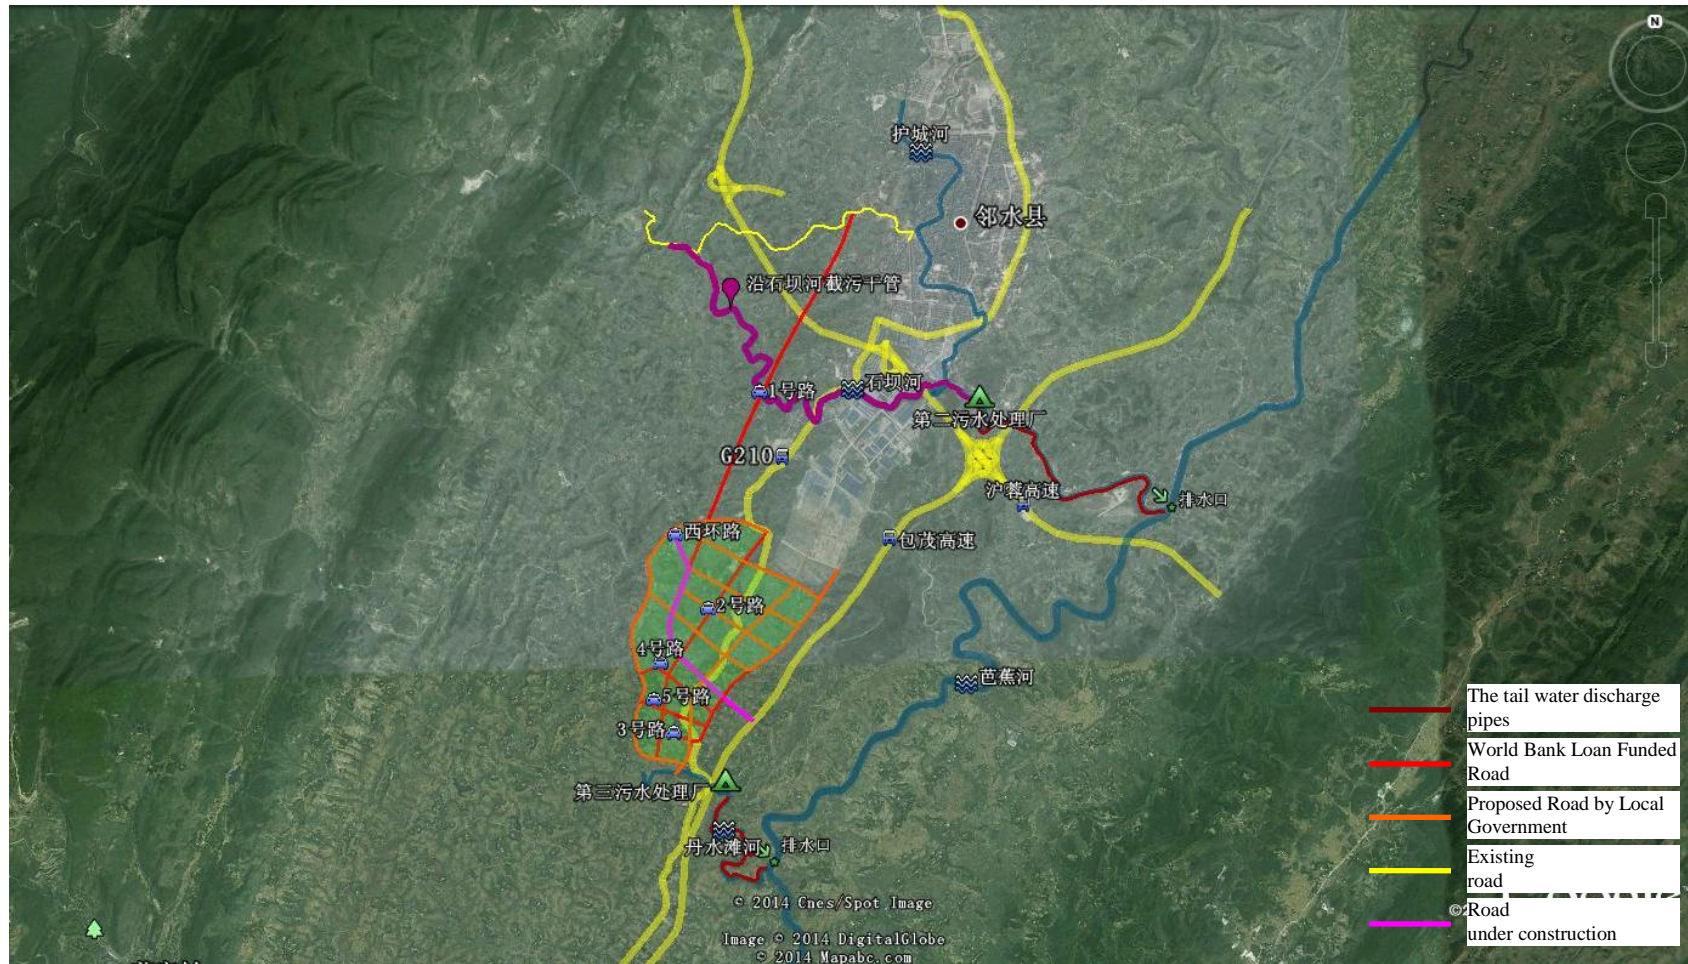 N
护城河
邻水县
沿石坝河截污干管
1号路
石坝河
第二污水处理厂
G210
沪蓉高速
排水口
西环路
包茂高速
2号路
4号路
芭蕉河
5号路
3号路
第三污水处理厂
丹水滩河
排水口
The tail water discharge
pipes
World Bank Loan Funded
Road
Proposed Road by Local
Government
Existing
road
Road
under construction
© 2014 Cnes/Spot Image
Image © 2014 DigitalGlobe
© 2014 Mapabc.com